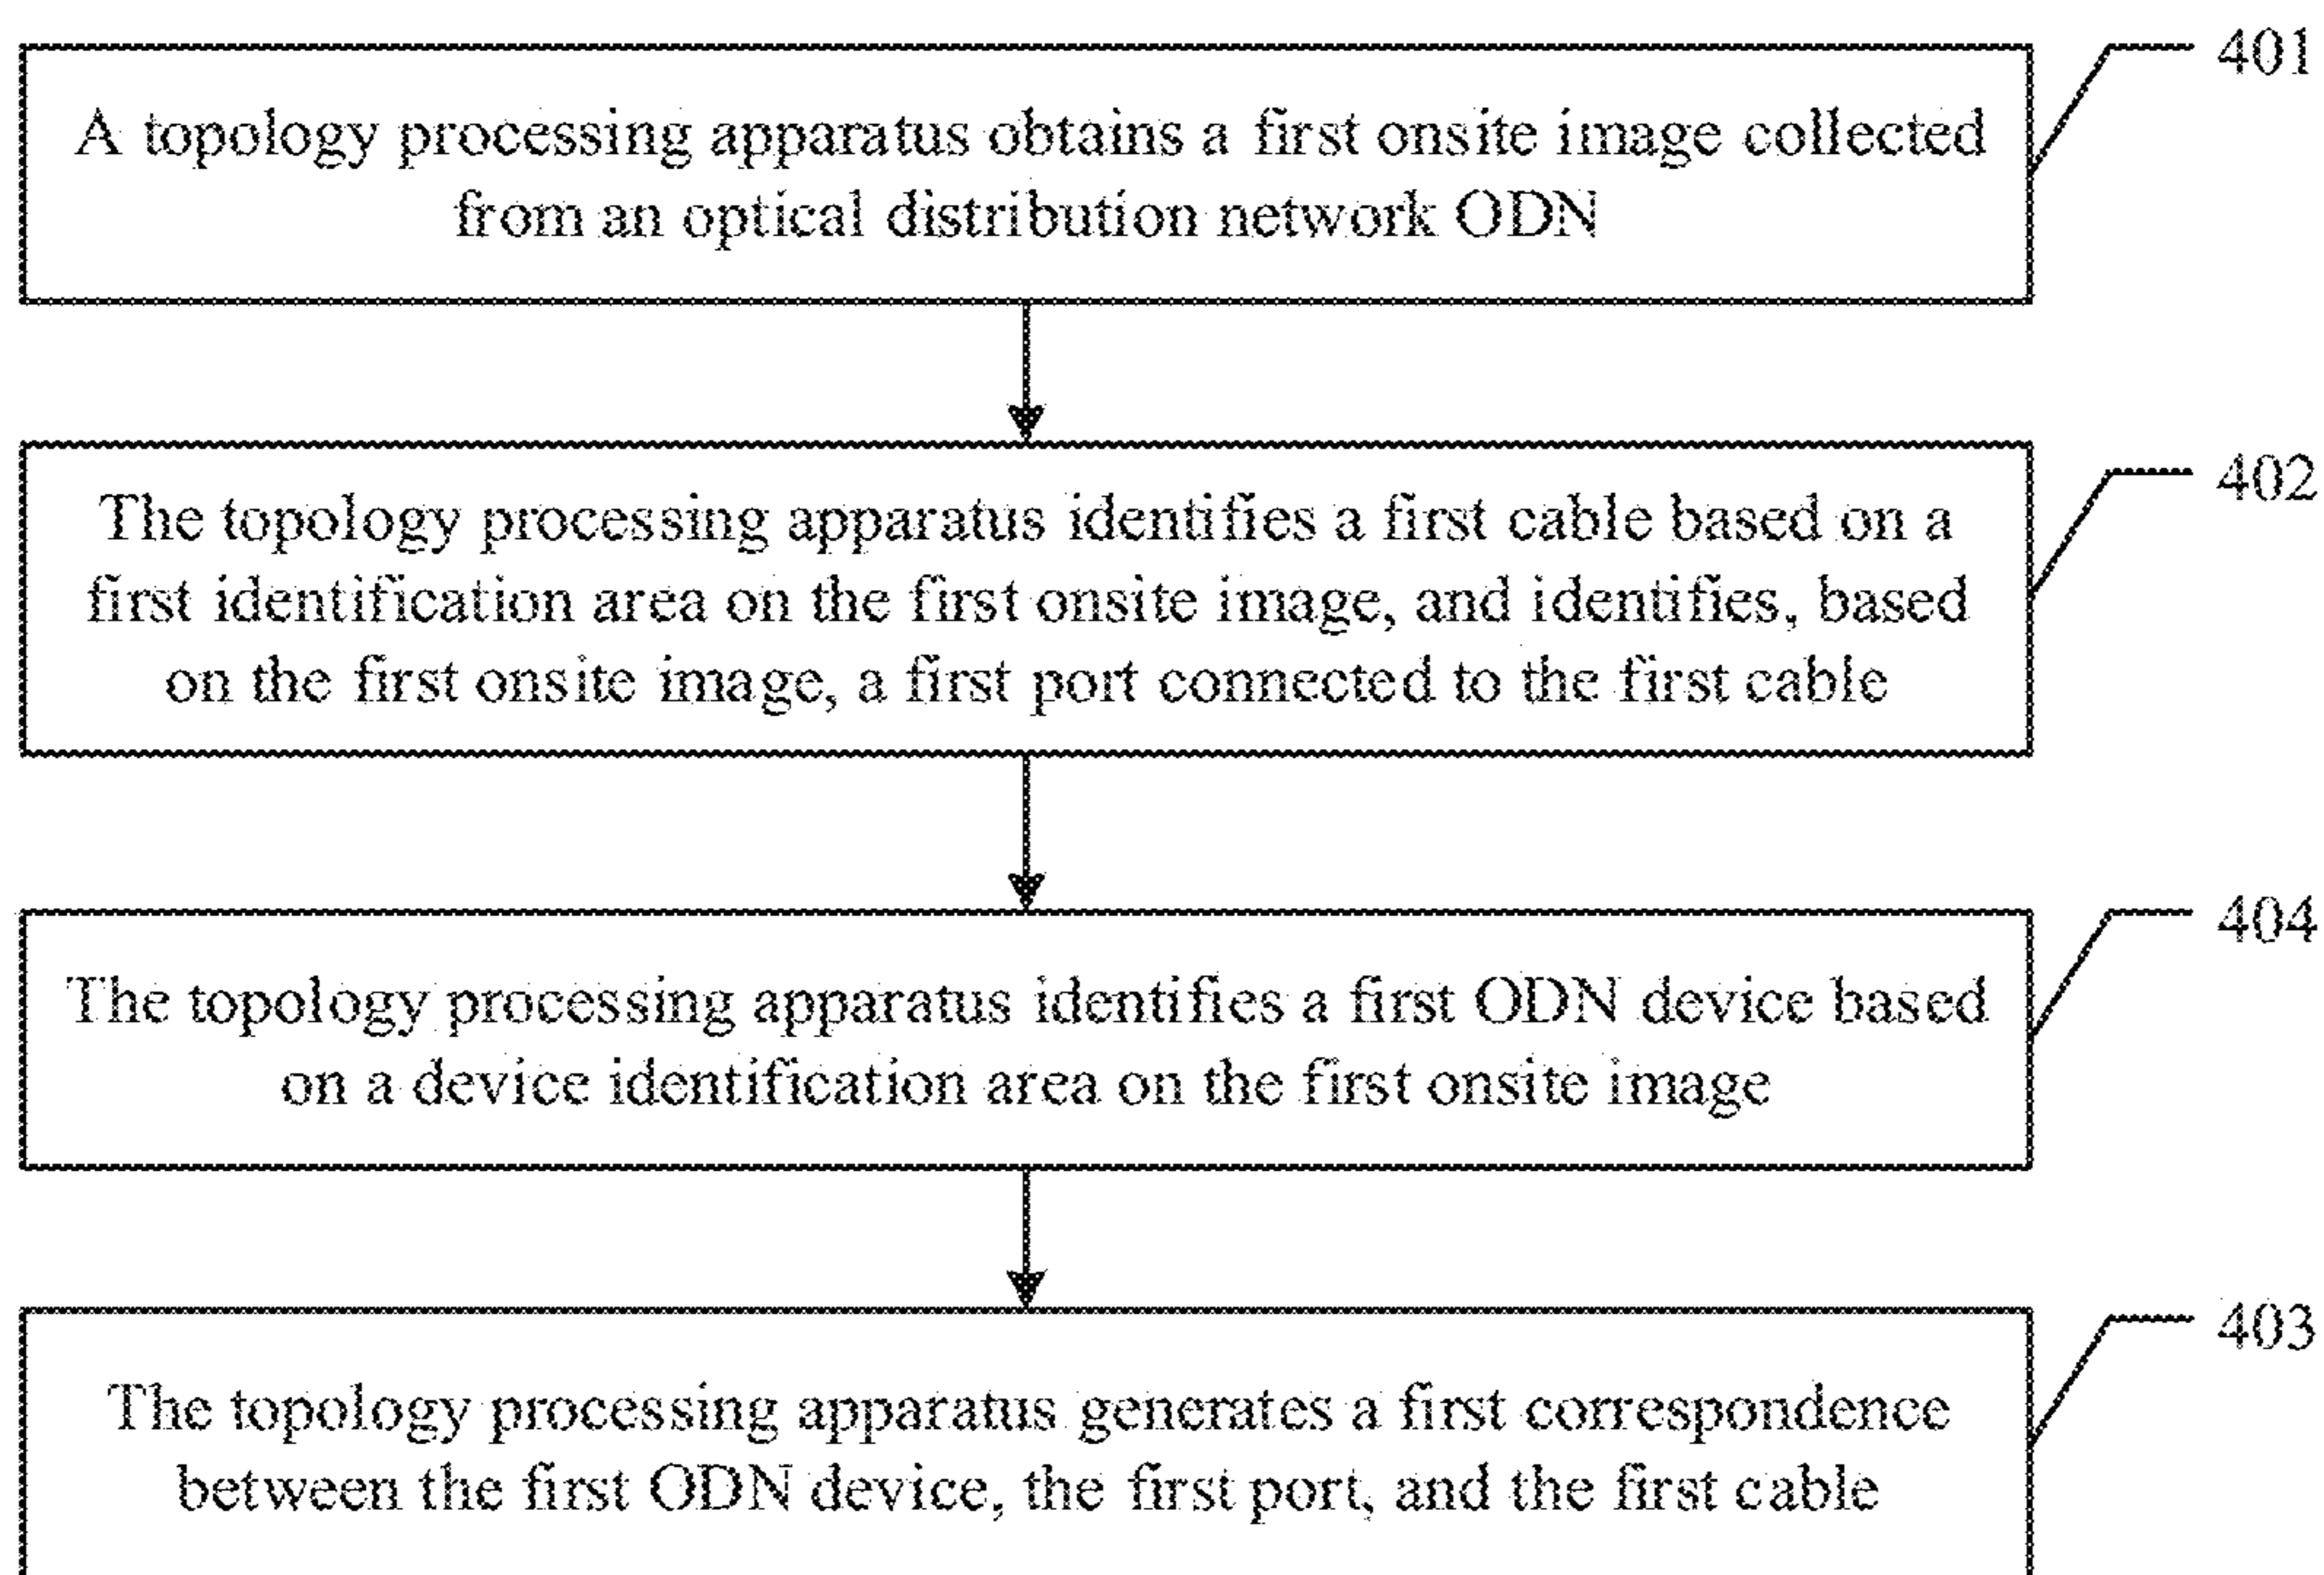 401
A topology processing apparatus obtains a first onsite image collected
from an optical distribution network ODN
402
The topology processing apparatus identifies a first cable based on a
first identification area on the first onsite image, and identifies, based
on the first onsite image, a first port connected to the first cable
404
The topology processing apparatus identifies a first ODN device based
on a device identification area on the first onsite image
403
The topology processing apparatus generates a first correspondence
between the first ODN device, the first port, and the first cable